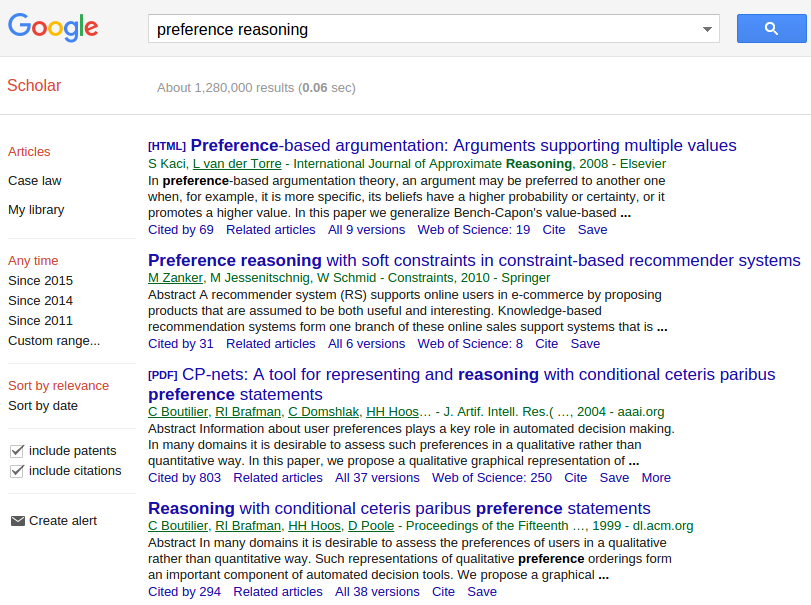 Google
preference reasoning
Scholar
About 1,280,000 results (0.06 sec)
Articles
Case law
My library
Any time
Since 2015
Since 2014
Since 2011
Custom range...
Sort by relevance
Sort by date
include patents
include citations
Create alert
[HTML] Preference-based argumentation: Arguments supporting multiple values
S Kaci, L van der Torre - International Journal of Approximate Reasoning, 2008 - Elsevier
In preference-based argumentation theory, an argument may be preferred to another one
when, for example, it is more specific, its beliefs have a higher probability or certainty, or it
promotes a higher value. In this paper we generalize Bench-Capon's value-based ...
Cited by 69 Related articles All 9 versions Web of Science: 19 Cite Save
Preference reasoning with soft constraints in constraint-based recommender systems
M Zanker, M Jessenitschnig, W Schmid - Constraints, 2010 - Springer
Abstract A recommender system (RS) supports online users in e-commerce by proposing
products that are assumed to be both useful and interesting. Knowledge-based
recommendation systems form one branch of these online sales support systems that is ...
Cited by 31 Related articles All 6 versions Web of Science: 8 Cite Save
[PDF] CP-nets: A tool for representing and reasoning with conditional ceteris paribus
preference statements
C Boutilier, RI Brafman, C Domshlak, HH Hoos… - J. Artif. Intell. Res.( …, 2004 - aaai.org
Abstract Information about user preferences plays a key role in automated decision making.
In many domains it is desirable to assess such preferences in a qualitative rather than
quantitative way. In this paper, we propose a qualitative graphical representation of ...
Cited by 803 Related articles All 37 versions Web of Science: 250 Cite Save More
Reasoning with conditional ceteris paribus preference statements
C Boutilier, RI Brafman, HH Hoos, D Poole - Proceedings of the Fifteenth …, 1999 - dl.acm.org
Abstract In many domains it is desirable to assess the preferences of users in a qualitative
rather than quantitative way. Such representations of qualitative preference orderings form
an important component of automated decision tools. We propose a graphical ...
Cited by 294 Related articles All 38 versions Cite Save